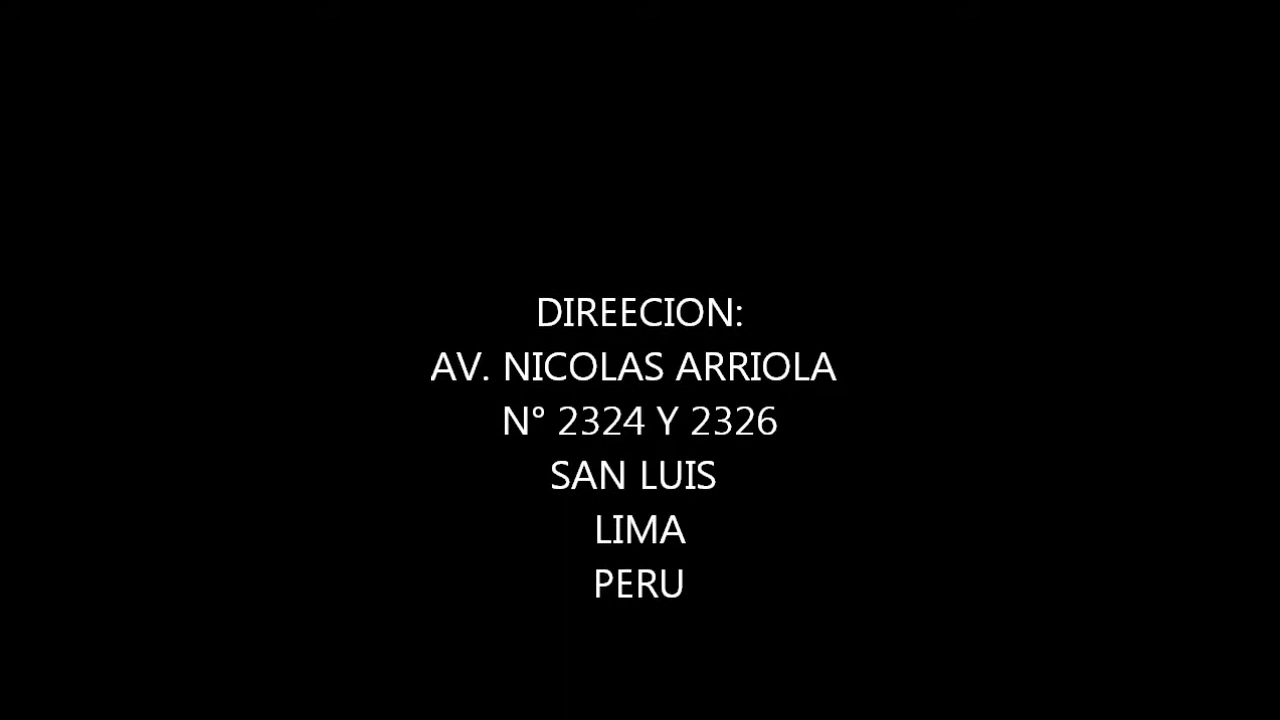 DIREECION:
AV. NICOLAS ARRIOLA
N° 2324 Y 2326
SAN LUIS
LIMA
PERU